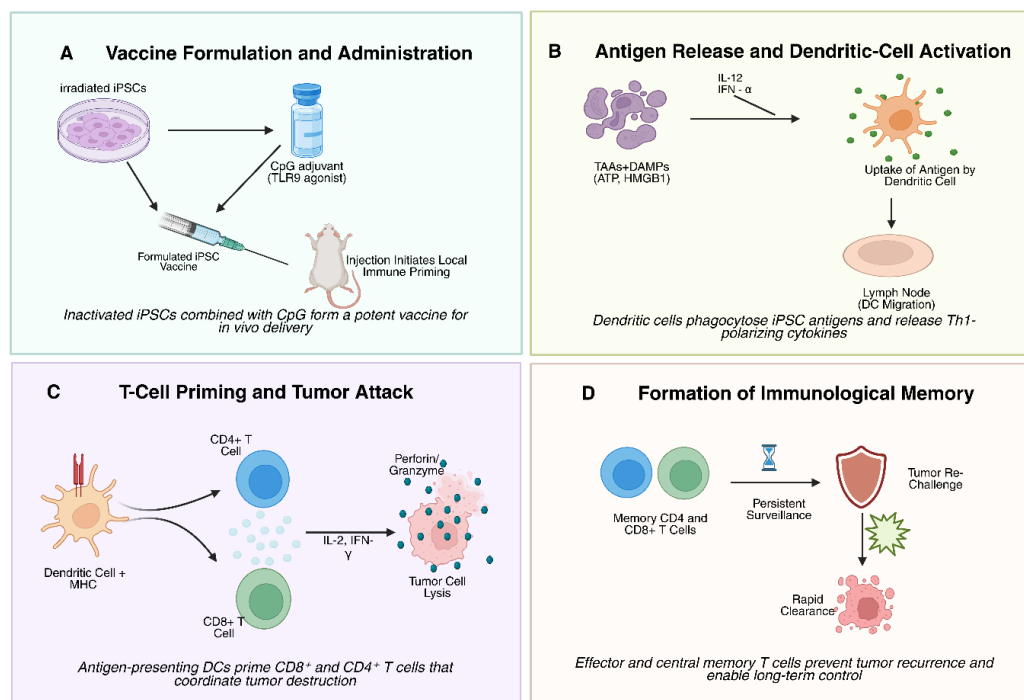 A Vaccine Formulation and Administration
irradiated iPSCs
CpG adjuvant
(TLR9 agonist)
Formulated iPSC
Vaccine
Injection Initiates Local
Immune Priming
Inactivated iPSCs combined with CpG form a potent vaccine for
in vivo delivery
B Antigen Release and Dendritic-Cell Activation
IL-12
IFN - α
TAAs+DAMPs
(ATP, HMGB1)
Uptake of Antigen by
Dendritic Cell
Lymph Node
(DC Migration)
Dendritic cells phagocytose iPSC antigens and release Th1-
polarizing cytokines
C T-Cell Priming and Tumor Attack
CD4+ T
Cell
Perforin/
Granzyme
IL-2, IFN-
γ
Dendritic Cell +
MHC
Tumor Cell
Lysis
CD8+ T
Cell
Antigen-presenting DCs prime CD8⁺ and CD4⁺ T cells that
coordinate tumor destruction
D Formation of Immunological Memory
Memory CD4 and
CD8+ T Cells
Persistent
Surveillance
Tumor Re-
Challenge
Rapid
Clearance
Effector and central memory T cells prevent tumor recurrence and
enable long-term control